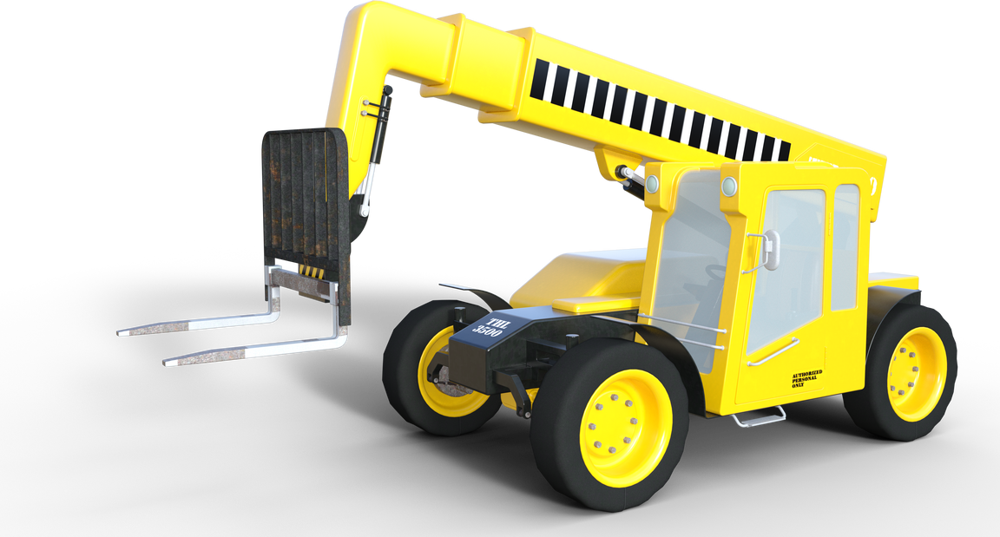 THL
3500
AUTHORIZED
PERSONAL
ONLY